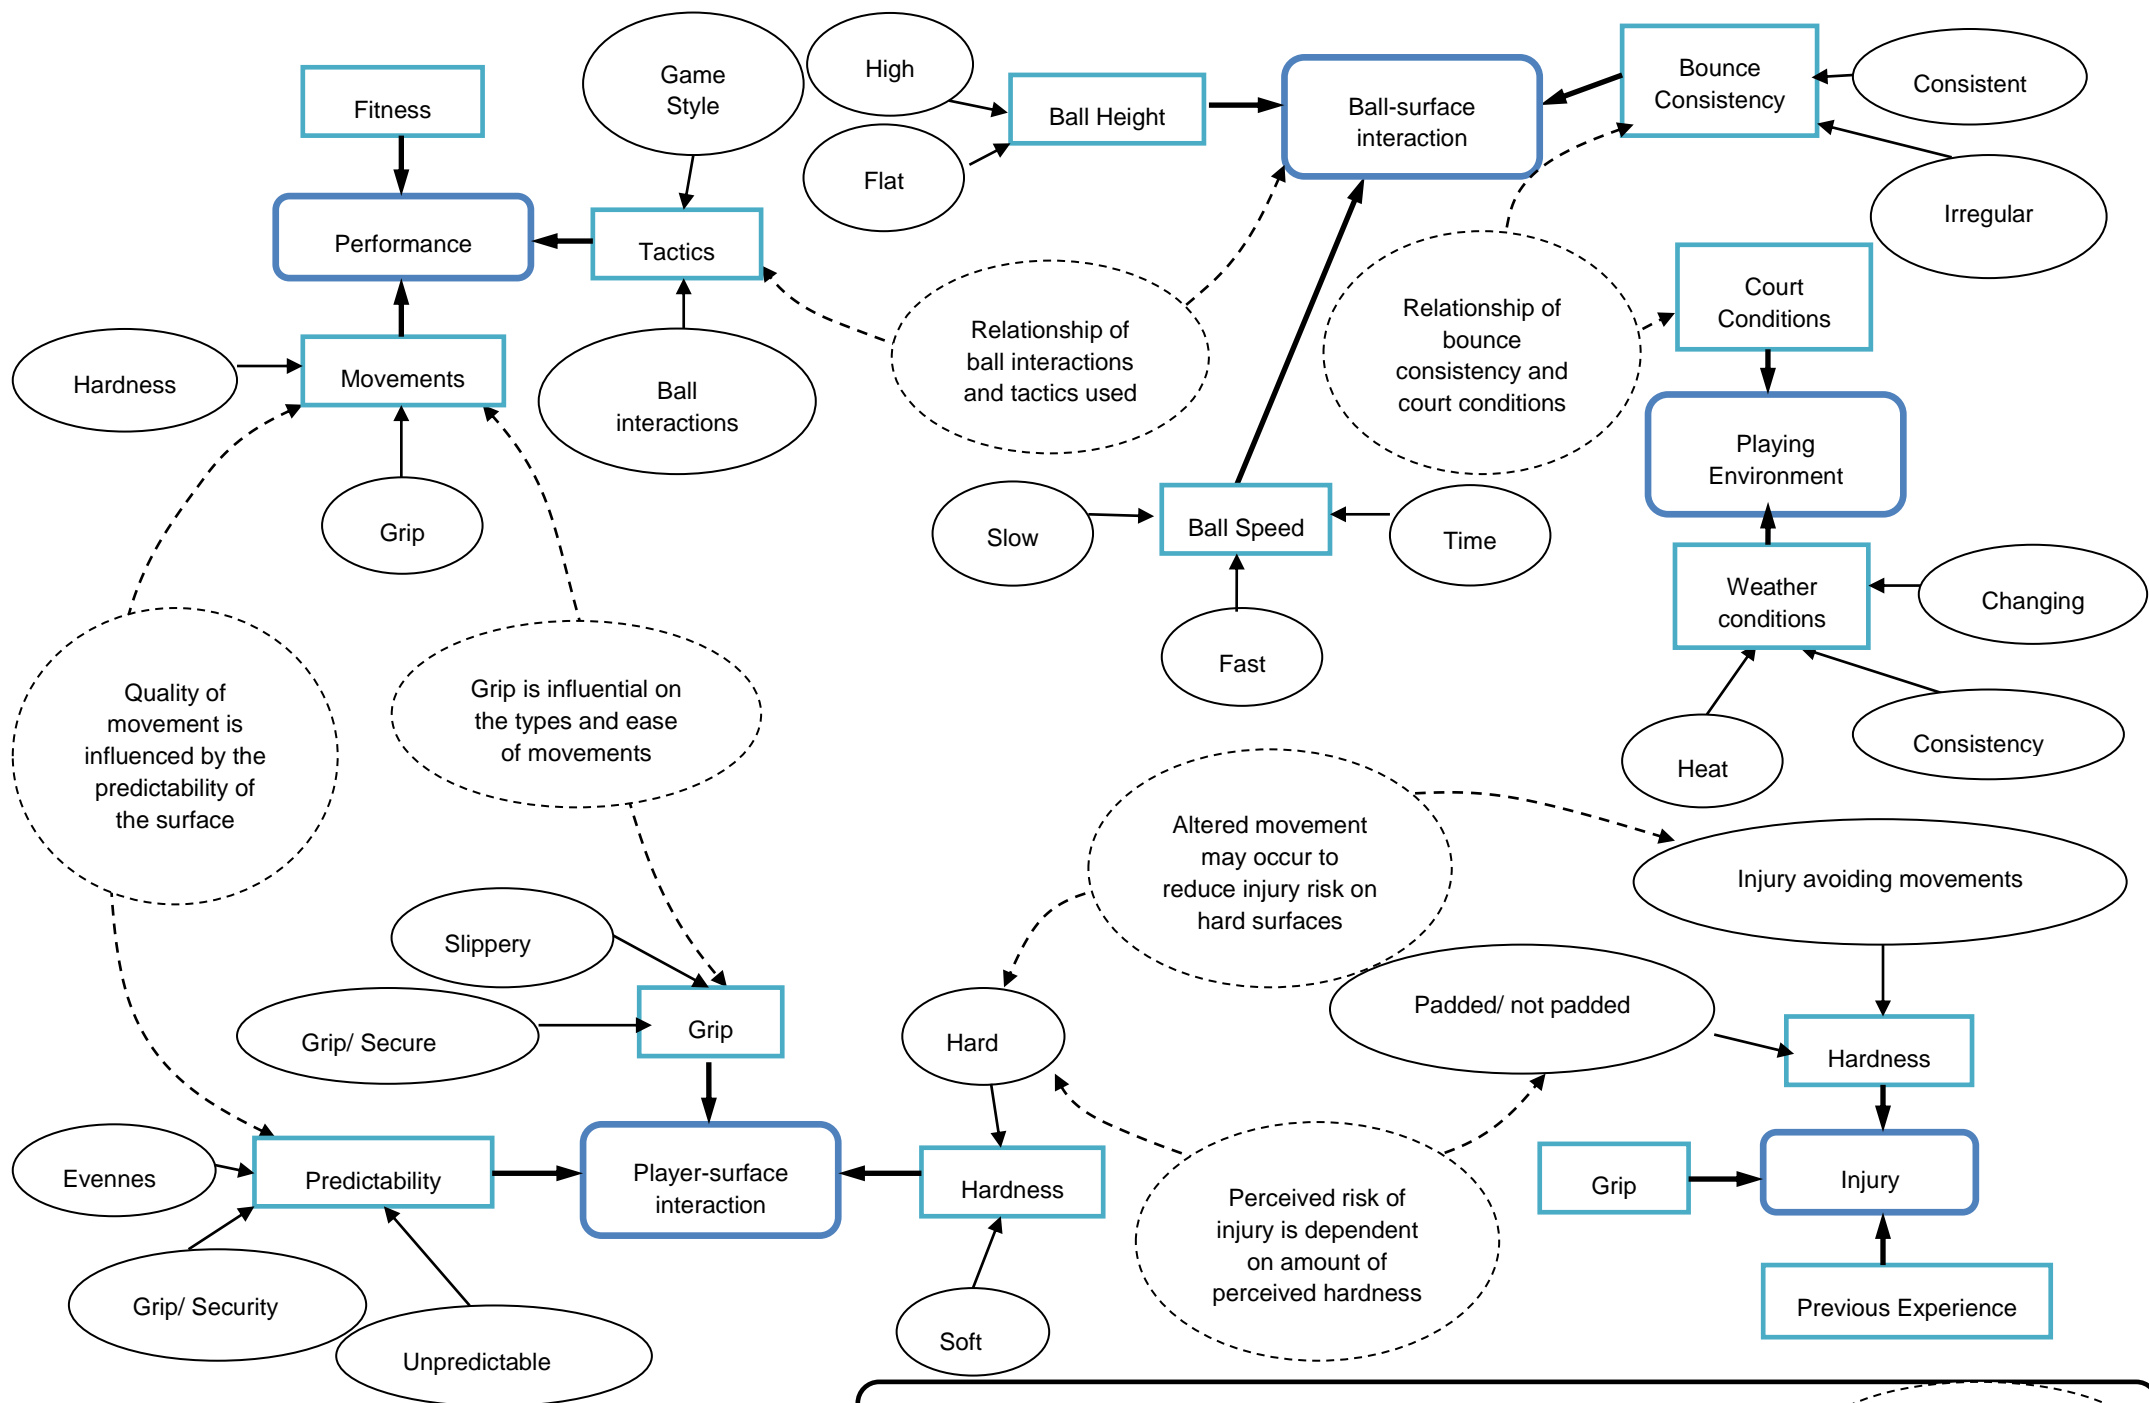 Fitness
Game
Style
High
Flat
Ball Height
Ball-surface
interaction
Bounce
Consistency
Consistent
Irregular
Performance
Tactics
Hardness
Movements
Ball
interactions
Grip
Relationship of
ball interactions
and tactics used
Relationship of
bounce
consistency and
court conditions
Court
Conditions
Playing
Environment
Slow
Ball Speed
Time
Fast
Weather
conditions
Changing
Heat
Consistency
Quality of
movement is
influenced by the
predictability of
the surface
Grip is influential on
the types and ease
of movements
Altered movement
may occur to
reduce injury risk on
hard surfaces
Injury avoiding movements
Slippery
Grip/ Secure
Grip
Hard
Padded/ not padded
Hardness
Evennes
Predictability
Player-surface
interaction
Hardness
Perceived risk of
injury is dependent
on amount of
perceived hardness
Grip
Injury
Grip/ Security
Unpredictable
Soft
Previous Experience